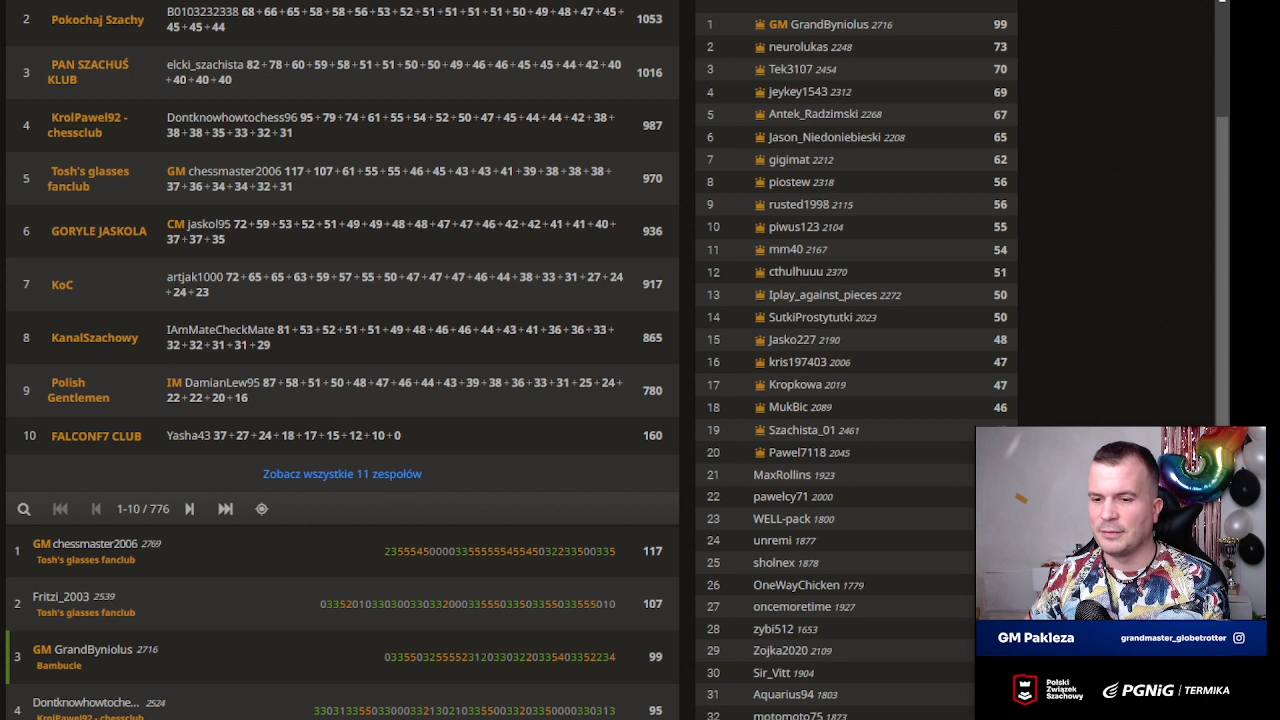 2 Pokochaj Szachy B0103232338 68+66+65+58+58+56+53+52+51+51+51+51+50+49+48+47+45+ 1053
45+45+44
3 PAN SZACHUŚ KLUB elcki_szachista 82+78+60+59+58+51+51+50+50+49+46+46+45+45+44+42+40 1016
+40+40+40
4 KrolPawel92 - chessclub Dontknowhowtochess96 95+79+74+61+55+54+52+50+47+45+44+44+42+38+ 987
38+38+35+33+32+31
5 Tosh's glasses fanclub GM chessmaster2006 117+107+61+55+55+46+45+43+43+41+39+38+38+38+ 970
37+36+34+34+32+31
6 GORYLE JASKOLA CM jaskol95 72+59+53+52+51+49+49+48+48+47+47+46+42+42+41+41+40+ 936
37+37+35
7 KoC artjak1000 72+65+65+63+59+57+55+50+47+47+47+46+44+38+33+31+27+24 917
+24+23
8 KanalSzachowy IAmMateCheckMate 81+53+52+51+51+49+48+46+46+44+43+41+36+36+33+ 865
32+32+31+31+29
9 Polish Gentlemen IM DamianLew95 87+58+51+50+48+47+46+44+43+39+38+36+33+31+25+24+ 780
22+22+20+16
10 FALCONF7 CLUB Yasha43 37+27+24+18+17+15+12+10+0 160
Zobacz wszystkie 11 zespołów
1-10 / 776
1 GM chessmaster2006 2769 235554500003355555545545032233500335 117
Tosh's glasses fanclub
2 Fritzi_2003 2539 107
Tosh's glasses fanclub
3 GM GrandByniolus 2716 99
Bambucle
4 Dontknowhowtoche... 2524 95
KrolPawel92 - chessclub
1 GM GrandByniolus 2716 99
2 neurolukas 2248 73
3 Tek3107 2454 70
4 Jeykey1543 2312 69
5 Antek_Radzimski 2268 67
6 Jason_Niedoniebieski 2208 65
7 gigimat 2212 62
8 piostew 2318 56
9 rusted1998 2115 56
10 piwus123 2104 55
11 mm40 2167 54
12 cthulhuuu 2370 51
13 Iplay_against_pieces 2272 50
14 SutkiProstytutki 2023 50
15 Jasko227 2190 48
16 kris197403 2006 47
17 Kropkowa 2019 47
18 MukBic 2089 46
19 Szachista_01 2461
20 Pawel7118 2045
21 MaxRollins 1923
22 pawelcy71 2000
23 WELL-pack 1800
24 unremi 1877
25 sholnex 1878
26 OneWayChicken 1779
27 oncemoretime 1927
28 zybi512 1653
29 Zojka2020 2109
30 Sir_Vitt 1904
31 Aquarius94 1803
32 motomoto75 1873
GM Pakleza grandmaster_globetrotter
Polski
Związek
Szachowy
PGNiG | TERMIKA